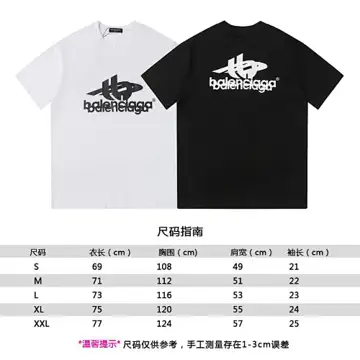 balenciaga®
balenciaga
balenciaga®
balenciaga
尺码指南
尺码 衣长（cm） 胸围(cm) 肩宽(cm) 袖长(cm)
S 69 108 49 21
M 71 112 51 22
L 73 116 53 23
XL 75 120 55 24
XXL 77 124 57 25
*温馨提示* 尺码仅供参考，手工测量存在1-3cm误差